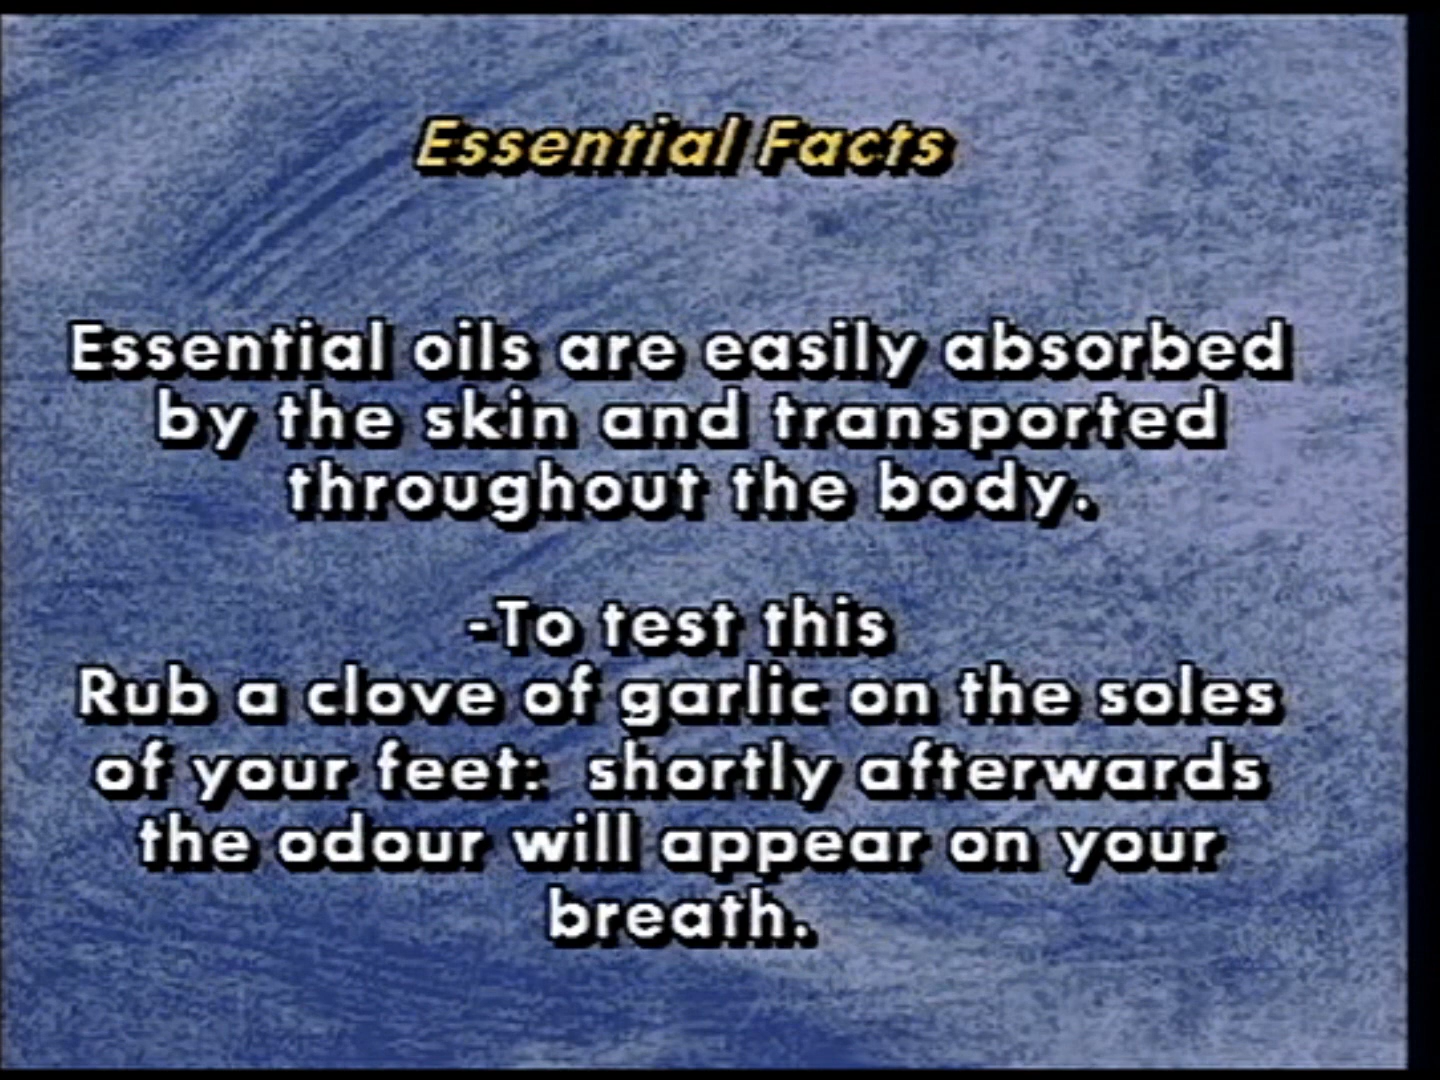 Essential Facts
Essential oils are easily absorbed
by the skin and transported
throughout the body.
-To test this
Rub a clove of garlic on the soles
of your feet:  shortly afterwards
the odour will appear on your
breath.